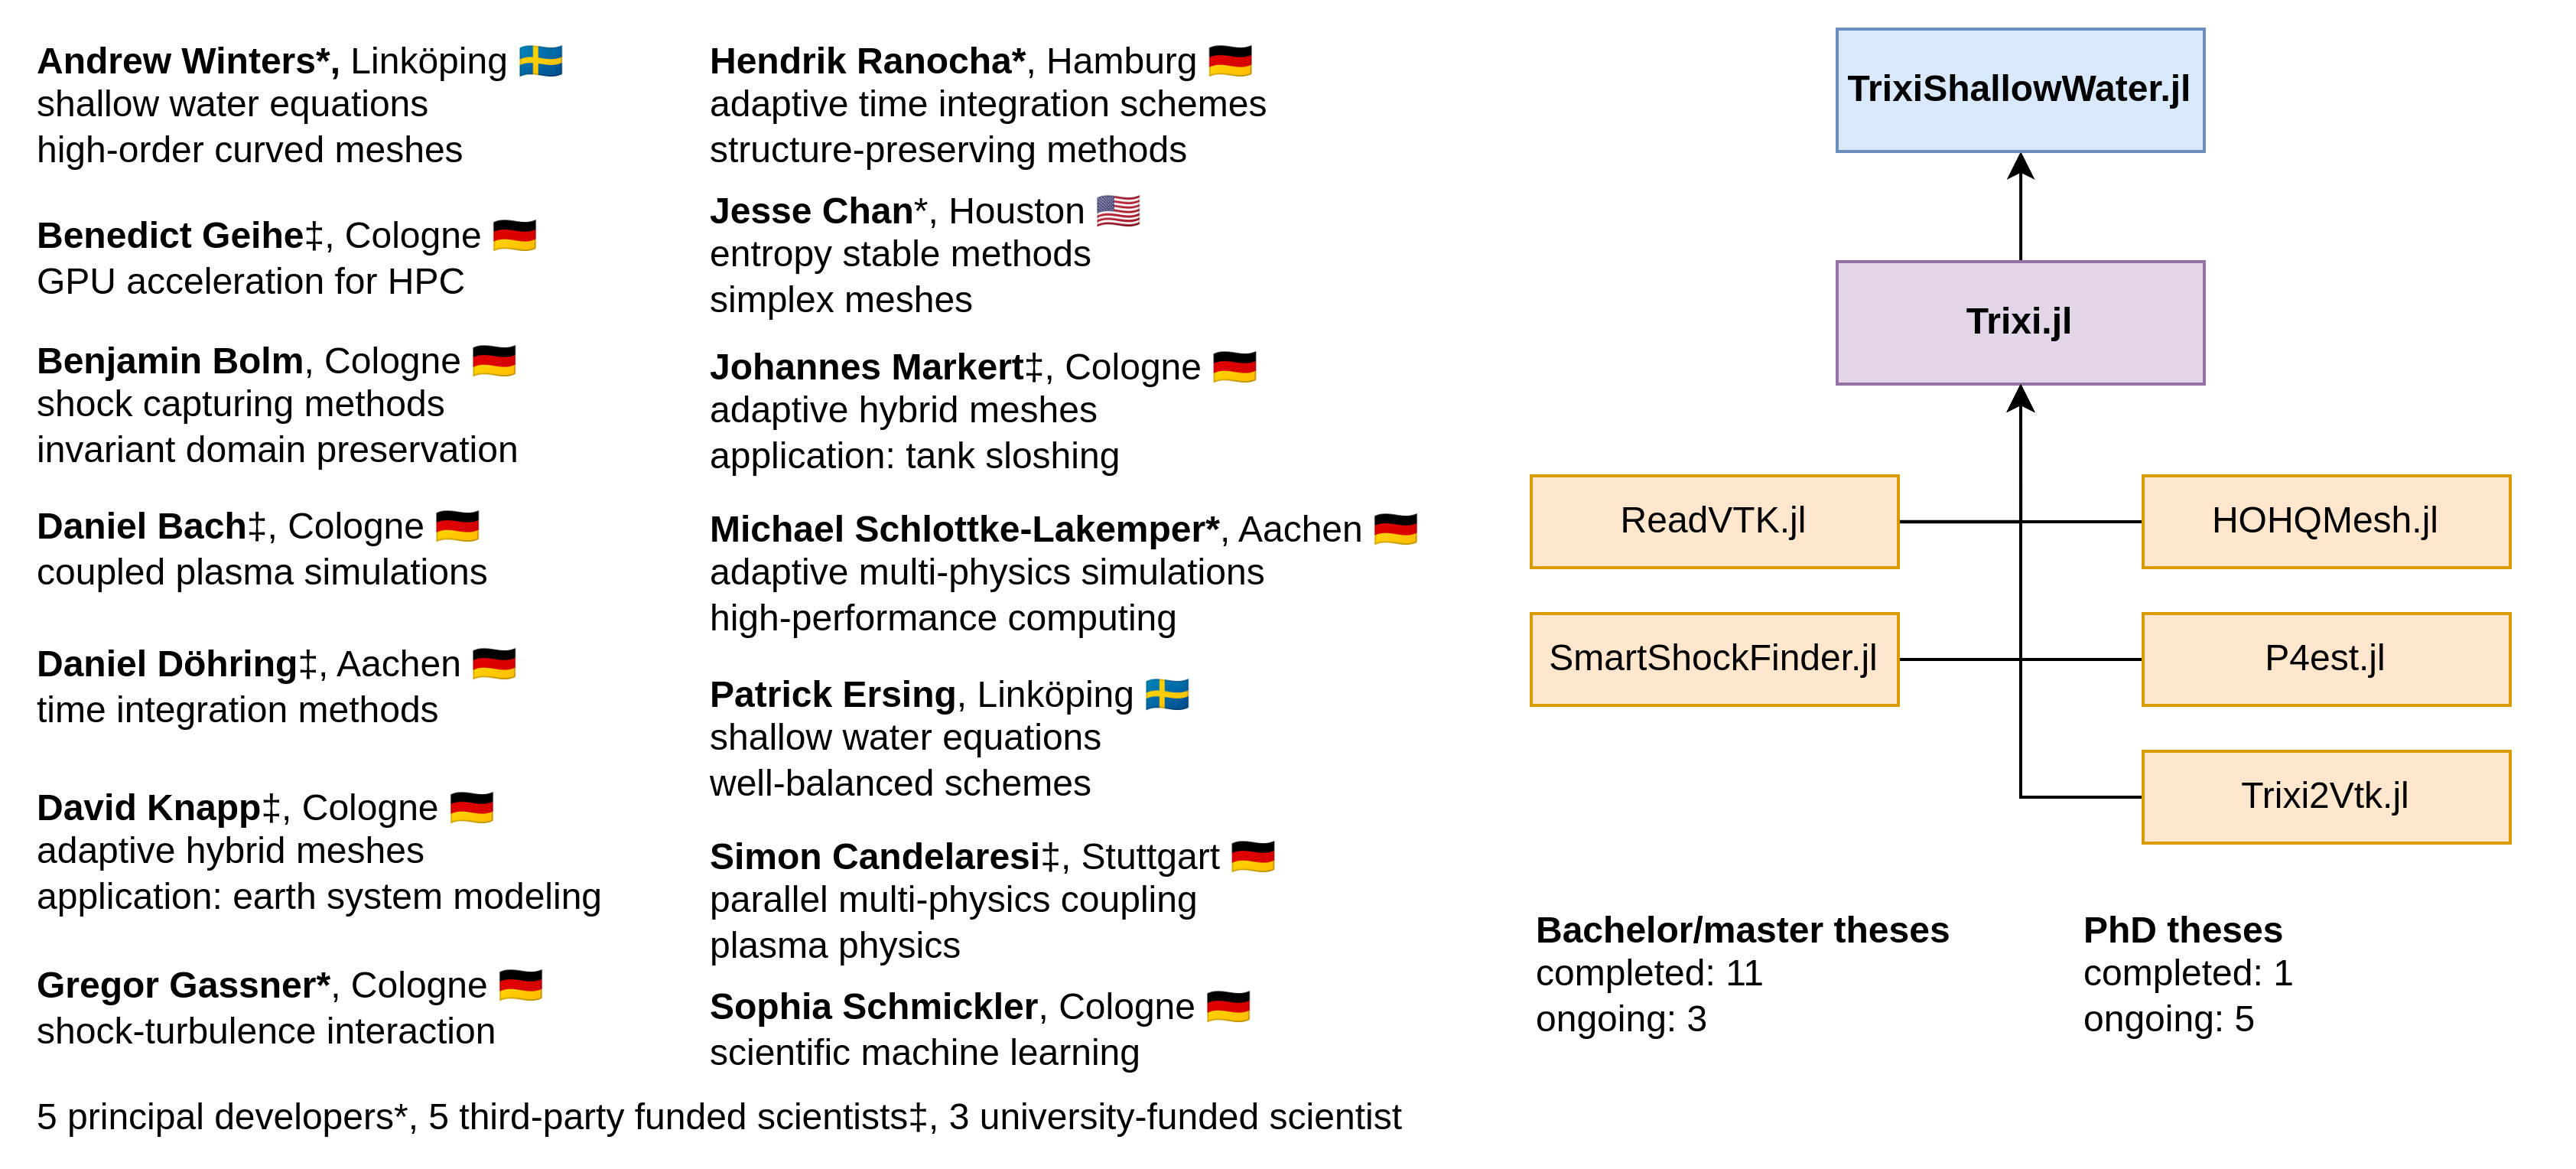 Andrew Winters*, Linköping 🇸🇪
shallow water equations
high-order curved meshes
Benedict Geihe‡, Cologne 🇩🇪
GPU acceleration for HPC
Benjamin Bolm, Cologne 🇩🇪
shock capturing methods
invariant domain preservation
Daniel Bach‡, Cologne 🇩🇪
coupled plasma simulations
Daniel Döhring‡, Aachen 🇩🇪
time integration methods
David Knapp‡, Cologne 🇩🇪
adaptive hybrid meshes
application: earth system modeling
Gregor Gassner*, Cologne 🇩🇪
shock-turbulence interaction
Hendrik Ranocha*, Hamburg 🇩🇪
adaptive time integration schemes
structure-preserving methods
Jesse Chan*, Houston 🇺🇸
entropy stable methods
simplex meshes
Johannes Markert‡, Cologne 🇩🇪
adaptive hybrid meshes
application: tank sloshing
Michael Schlottke-Lakemper*, Aachen 🇩🇪
adaptive multi-physics simulations
high-performance computing
Patrick Ersing, Linköping 🇸🇪
shallow water equations
well-balanced schemes
Simon Candelaresi‡, Stuttgart 🇩🇪
parallel multi-physics coupling
plasma physics
Sophia Schmickler, Cologne 🇩🇪
scientific machine learning
5 principal developers*, 5 third-party funded scientists‡, 3 university-funded scientist
TrixiShallowWater.jl
Trixi.jl
ReadVTK.jl
HOHQMesh.jl
SmartShockFinder.jl
P4est.jl
Trixi2Vtk.jl
Bachelor/master theses
completed: 11
ongoing: 3
PhD theses
completed: 1
ongoing: 5